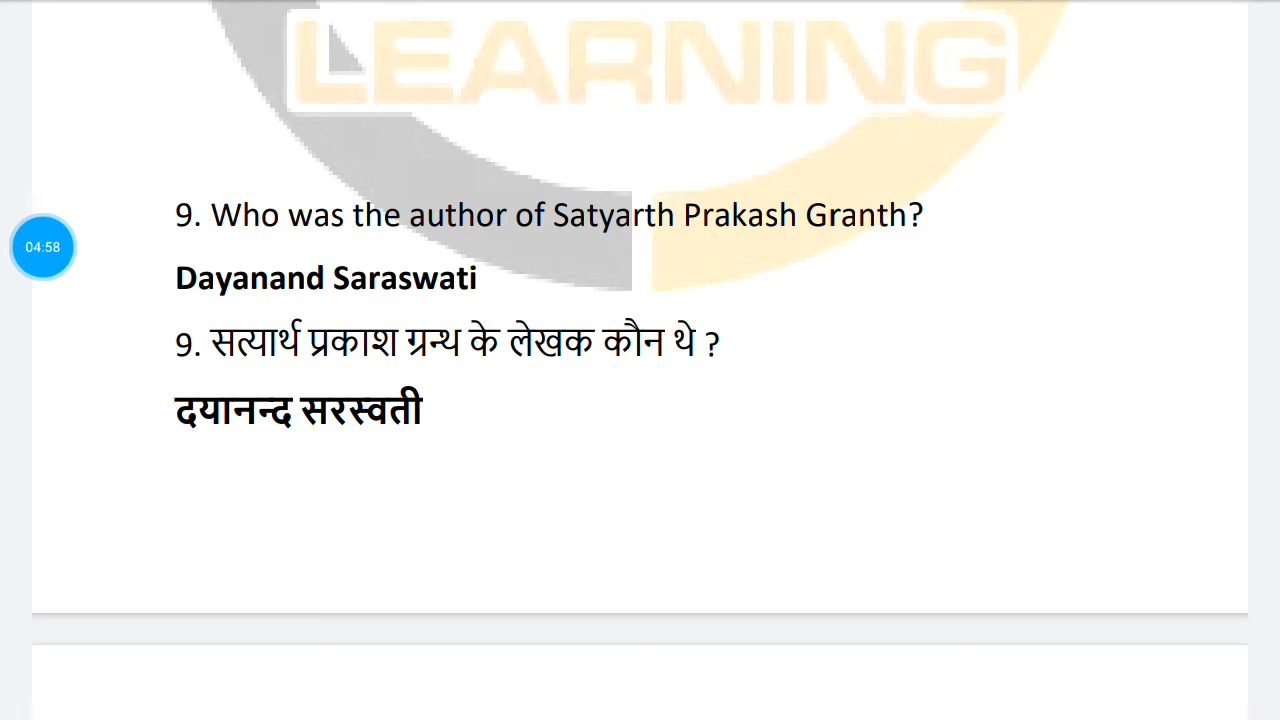 LEARNING
9. Who was the author of Satyarth Prakash Granth?
04:58
Dayanand Saraswati
9. सत्यार्थ प्रकाश ग्रन्थ के लेखक कौन थे ?
दयानन्द सरस्वती